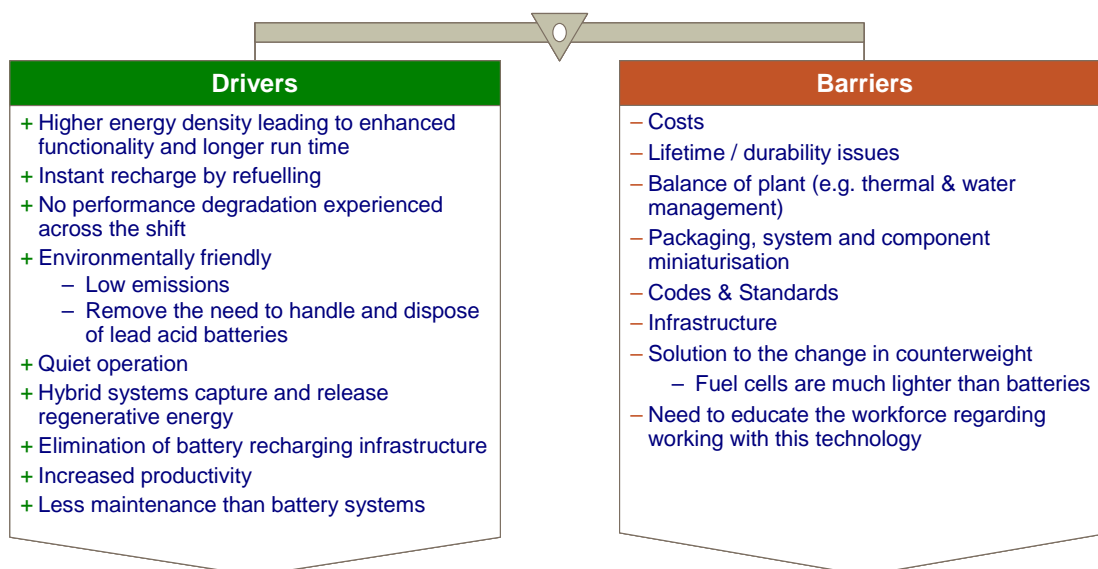 Drivers
+ Higher energy density leading to enhanced
functionality and longer run time
+ Instant recharge by refuelling
+ No performance degradation experienced
across the shift
+ Environmentally friendly
– Low emissions
– Remove the need to handle and dispose
of lead acid batteries
+ Quiet operation
+ Hybrid systems capture and release
regenerative energy
+ Elimination of battery recharging infrastructure
+ Increased productivity
+ Less maintenance than battery systems
Barriers
– Costs
– Lifetime / durability issues
– Balance of plant (e.g. thermal & water
management)
– Packaging, system and component
miniaturisation
– Codes & Standards
– Infrastructure
– Solution to the change in counterweight
– Fuel cells are much lighter than batteries
– Need to educate the workforce regarding
working with this technology